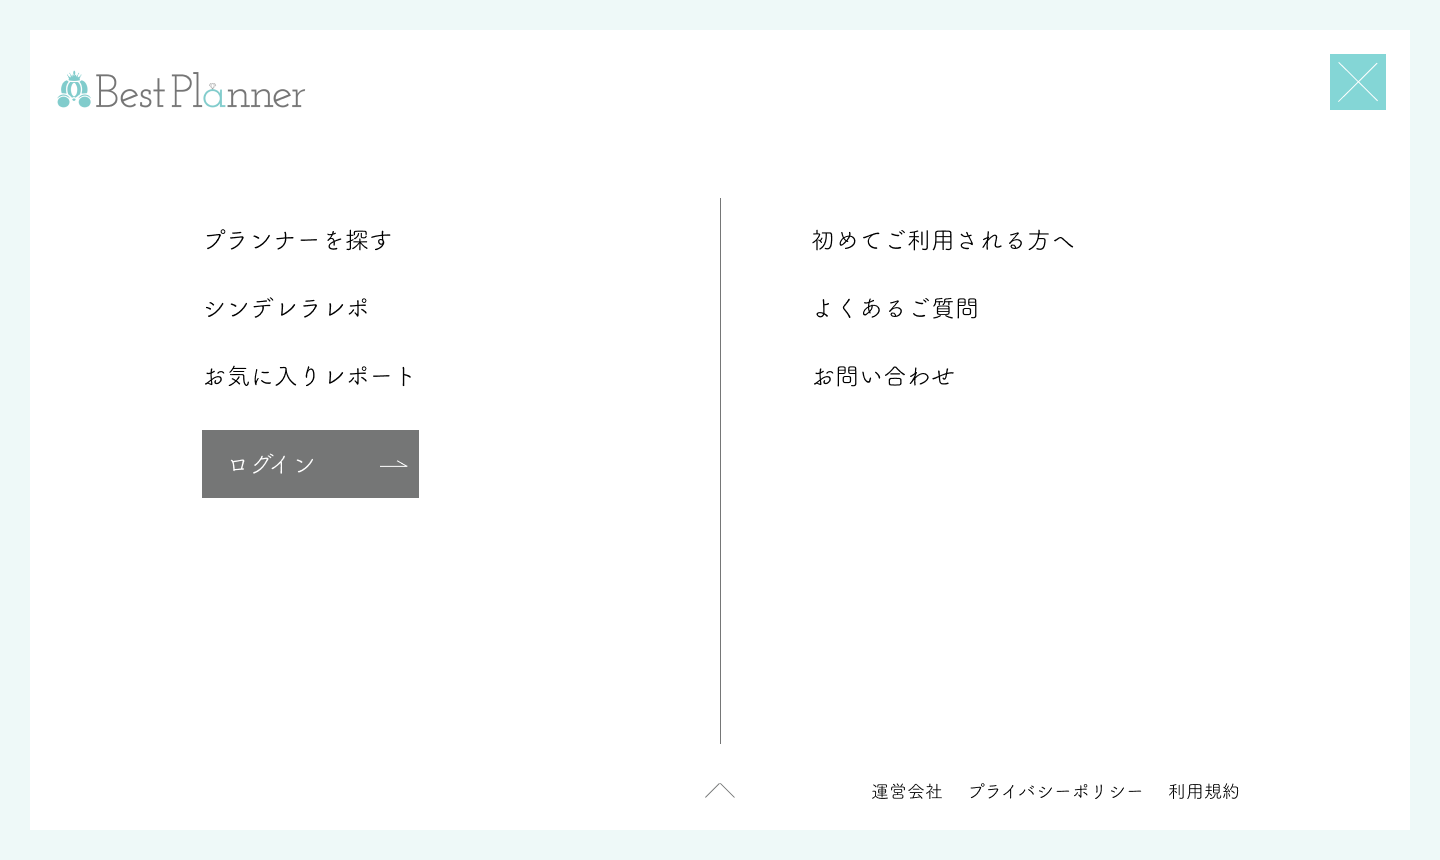 Best Planner
プランナーを探す
シンデレラレポ
お気に入りレポート
ログイン
初めてご利用される方へ
よくあるご質問
お問い合わせ
運営会社 プライバシーポリシー 利用規約